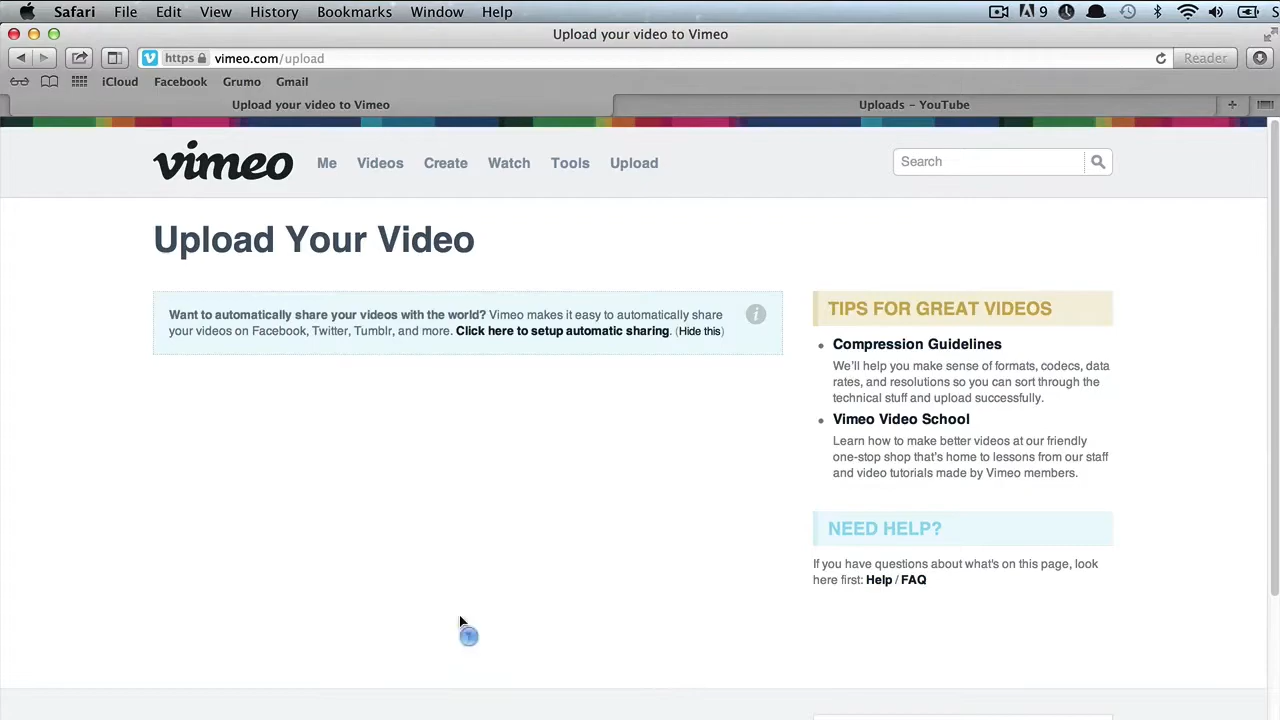 Safari File Edit View History Bookmarks Window Help 9
Upload your video to Vimeo
https vimeo.com/upload Reader
iCloud Facebook Grumo Gmail
Upload your video to Vimeo Uploads – YouTube
vimeo Me Videos Create Watch Tools Upload Search
Upload Your Video
Want to automatically share your videos with the world? Vimeo makes it easy to automatically share
your videos on Facebook, Twitter, Tumblr, and more. Click here to setup automatic sharing. (Hide this)
TIPS FOR GREAT VIDEOS
Compression Guidelines
We'll help you make sense of formats, codecs, data
rates, and resolutions so you can sort through the
technical stuff and upload successfully.
Vimeo Video School
Learn how to make better videos at our friendly
one-stop shop that's home to lessons from our staff
and video tutorials made by Vimeo members.
NEED HELP?
If you have questions about what's on this page, look
here first: Help / FAQ